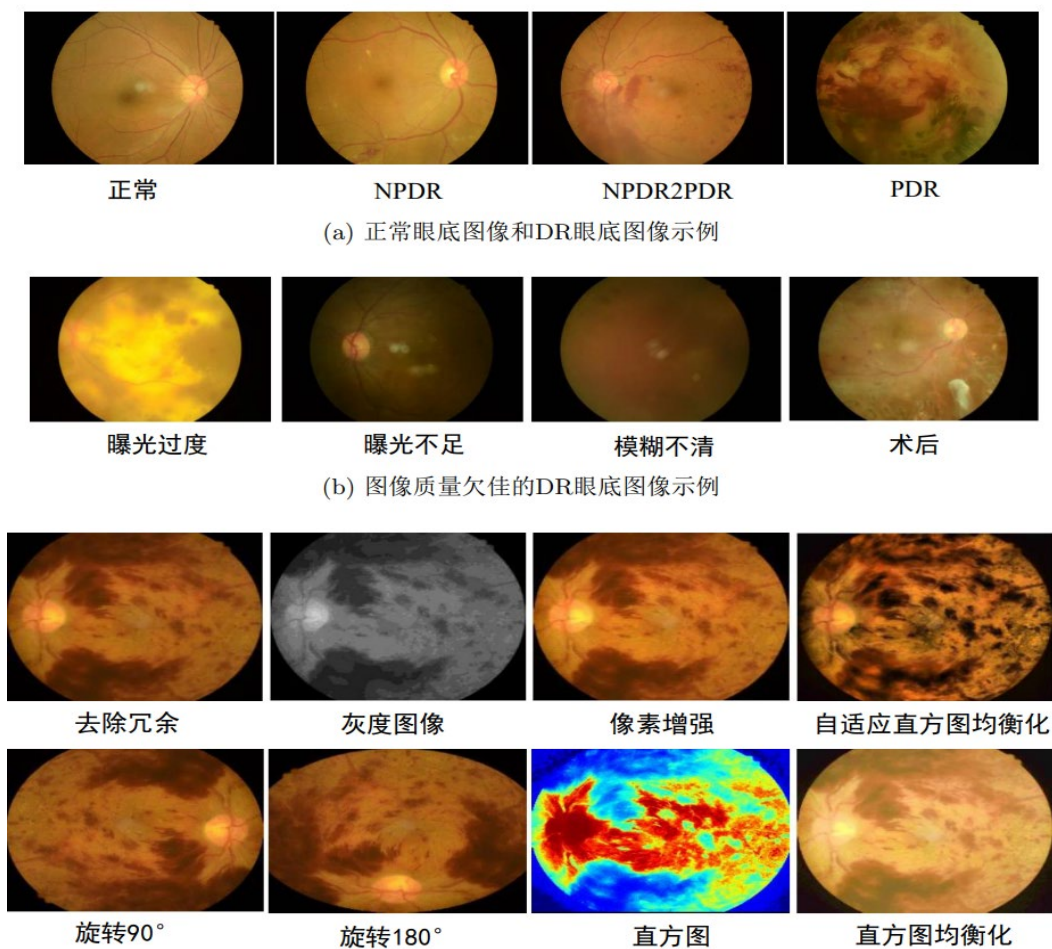 正常 NPDR NPDR2PDR PDR
(a) 正常眼底图像和DR眼底图像示例
曝光过度 曝光不足 模糊不清 术后
(b) 图像质量欠佳的DR眼底图像示例
去除冗余 灰度图像 像素增强 自适应直方图均衡化
旋转90° 旋转180° 直方图 直方图均衡化